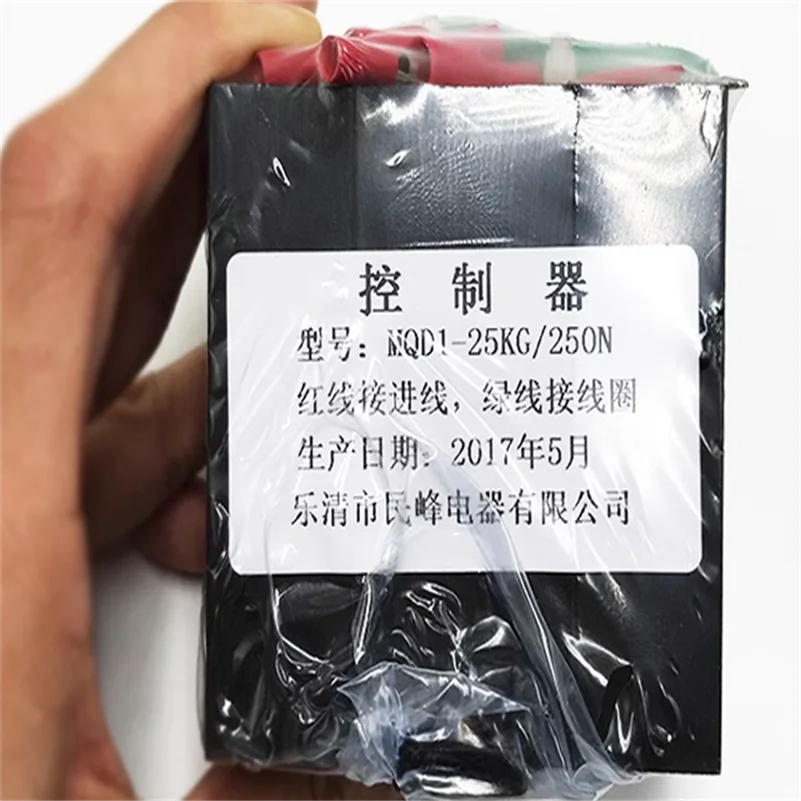 控制器
型号：MQD1-25KG/250N
红线接进线，绿线接线圈
生产日期：2017年5月
乐清市民峰电器有限公司